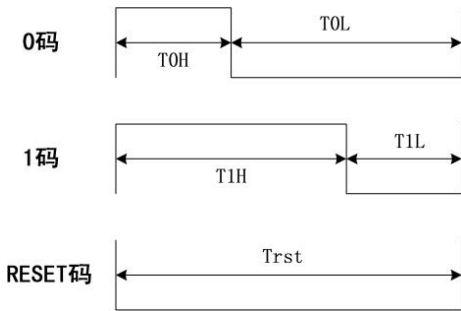 0码
T0H
T0L
1码
T1H
T1L
RESET码
Trst